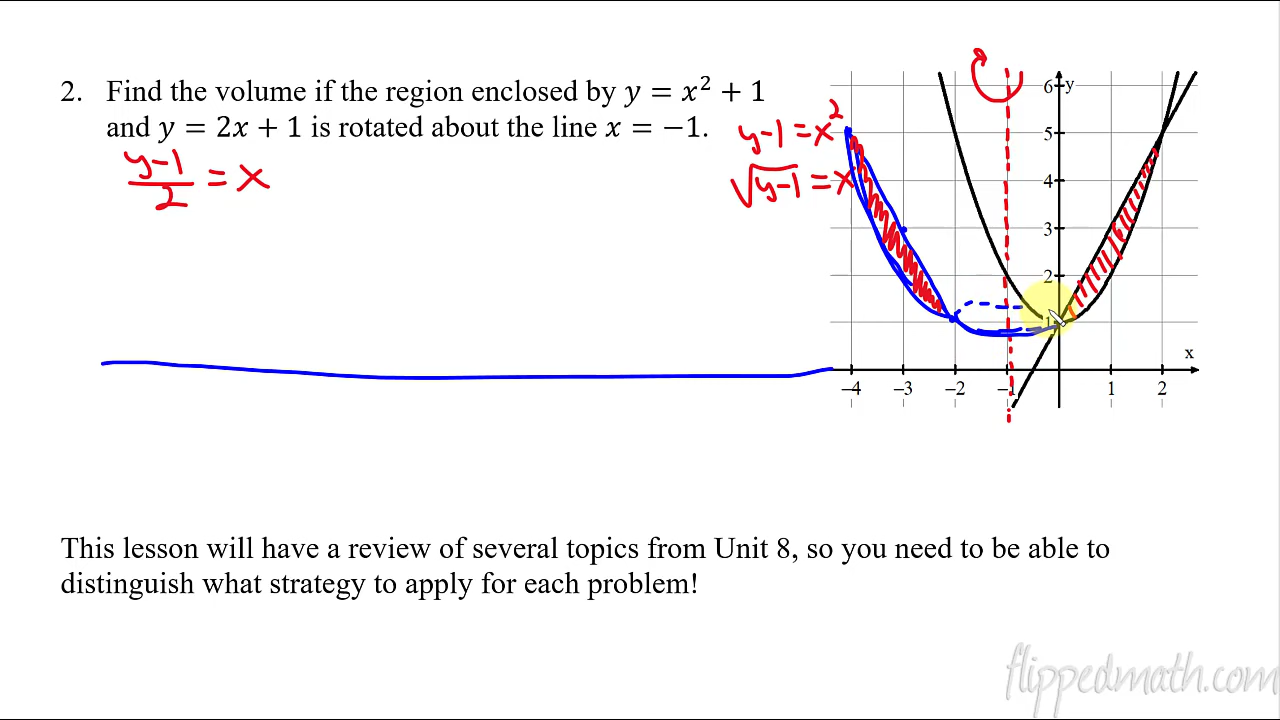 2. Find the volume if the region enclosed by y = x² + 1
and y = 2x + 1 is rotated about the line x = −1.
y−1 = x²
√(y−1) = x
(y−1)/2 = x
6 y
5
4
3
2
1
x
−4 −3 −2 −1 1 2
This lesson will have a review of several topics from Unit 8, so you need to be able to
distinguish what strategy to apply for each problem!
flippedmath.com